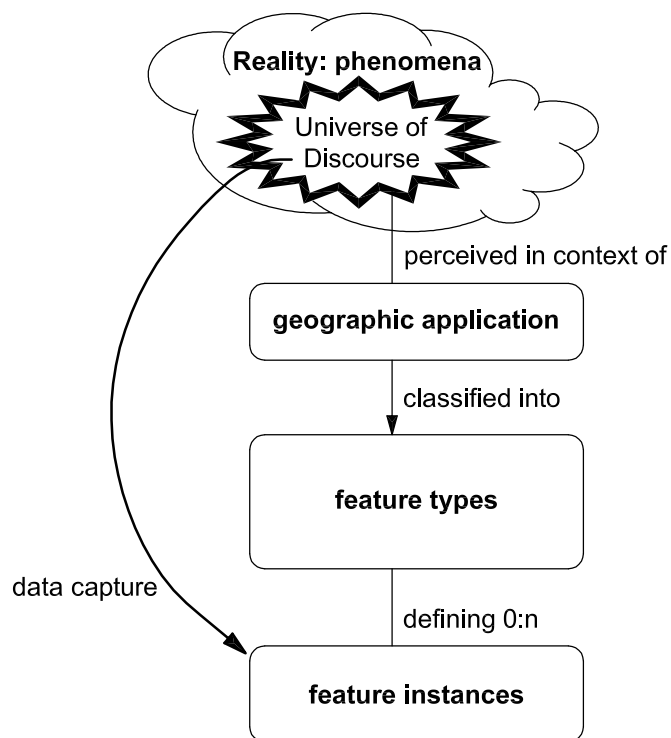 Reality: phenomena
Universe of
Discourse
perceived in context of
geographic application
classified into
feature types
data capture
defining 0:n
feature instances